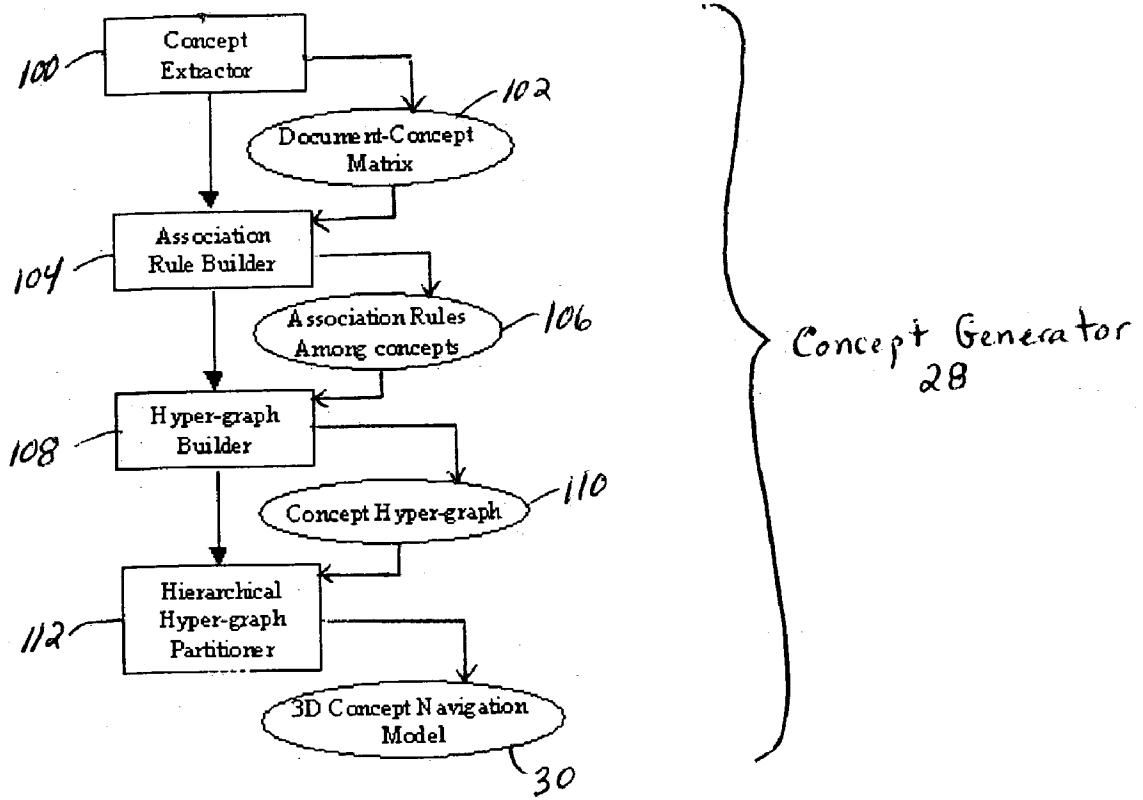 100
Concept
Extractor
102
Document-Concept
Matrix
104
Association
Rule Builder
106
Association Rules
Among concepts
108
Hyper-graph
Builder
110
Concept Hyper-graph
112
Hierarchical
Hyper-graph
Partitioner
3D Concept Navigation
Model
30
Concept Generator
28